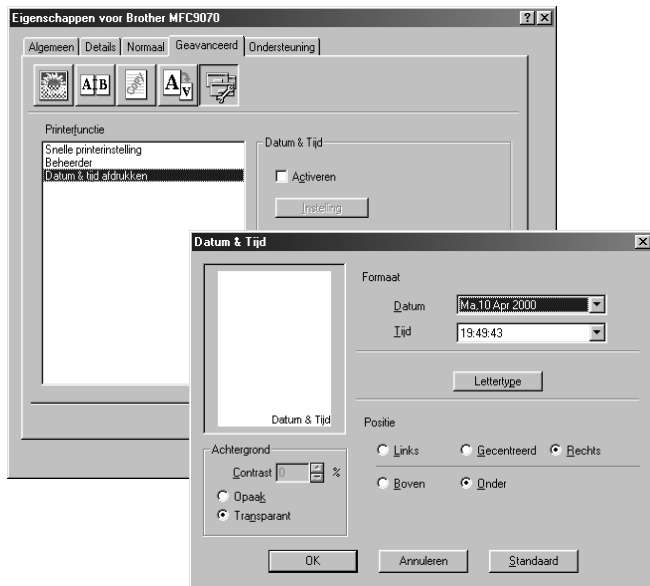 Eigenschappen voor Brother MFC9070
Algemeen Details Normaal Geavanceerd Ondersteuning
A B
A A
Printerfunctie
Snelle printerinstelling
Beheerder
Datum & tijd afdrukken
Datum & Tijd
Activeren
Instelling
Datum & Tijd
Datum & Tijd
Formaat
Datum Ma,10 Apr 2000
Tijd 19:49:43
Lettertype
Positie
Links Gecentreerd Rechts
Boven Onder
Achtergrond
Contrast 0 %
Opaak
Transparant
OK Annuleren Standaard